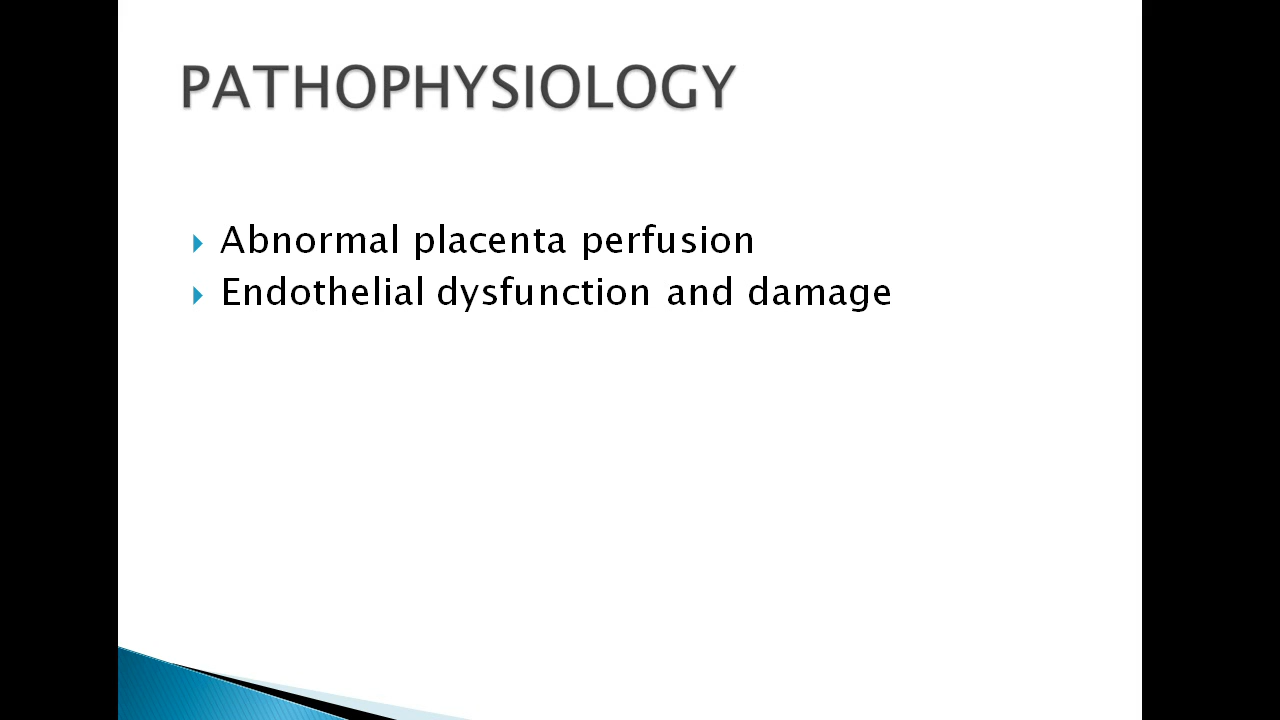 PATHOPHYSIOLOGY
Abnormal placenta perfusion
Endothelial dysfunction and damage